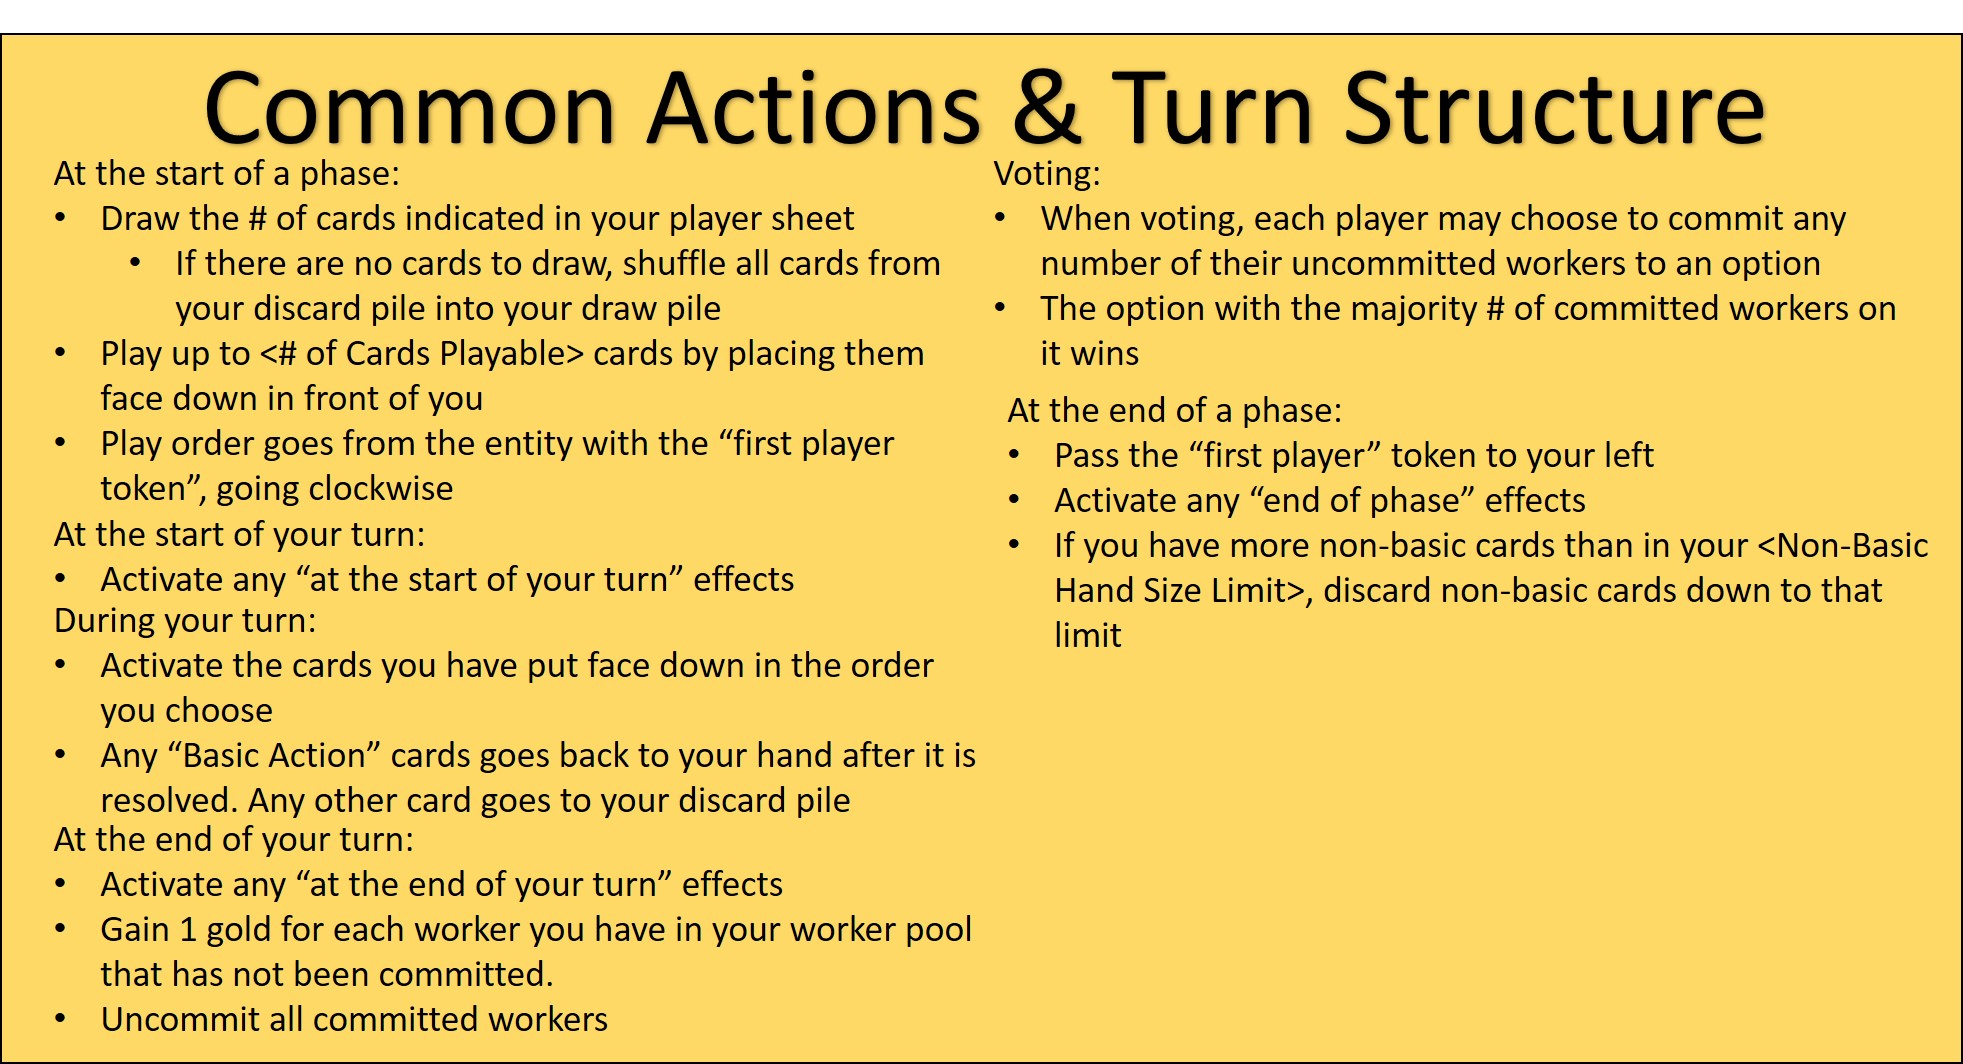 Common Actions & Turn Structure
At the start of a phase:
• Draw the # of cards indicated in your player sheet
• If there are no cards to draw, shuffle all cards from
your discard pile into your draw pile
• Play up to <# of Cards Playable> cards by placing them
face down in front of you
• Play order goes from the entity with the “first player
token”, going clockwise
At the start of your turn:
• Activate any “at the start of your turn” effects
During your turn:
• Activate the cards you have put face down in the order
you choose
• Any “Basic Action” cards goes back to your hand after it is
resolved. Any other card goes to your discard pile
At the end of your turn:
• Activate any “at the end of your turn” effects
• Gain 1 gold for each worker you have in your worker pool
that has not been committed.
• Uncommit all committed workers
Voting:
• When voting, each player may choose to commit any
number of their uncommitted workers to an option
• The option with the majority # of committed workers on
it wins
At the end of a phase:
• Pass the “first player” token to your left
• Activate any “end of phase” effects
• If you have more non-basic cards than in your <Non-Basic
Hand Size Limit>, discard non-basic cards down to that
limit